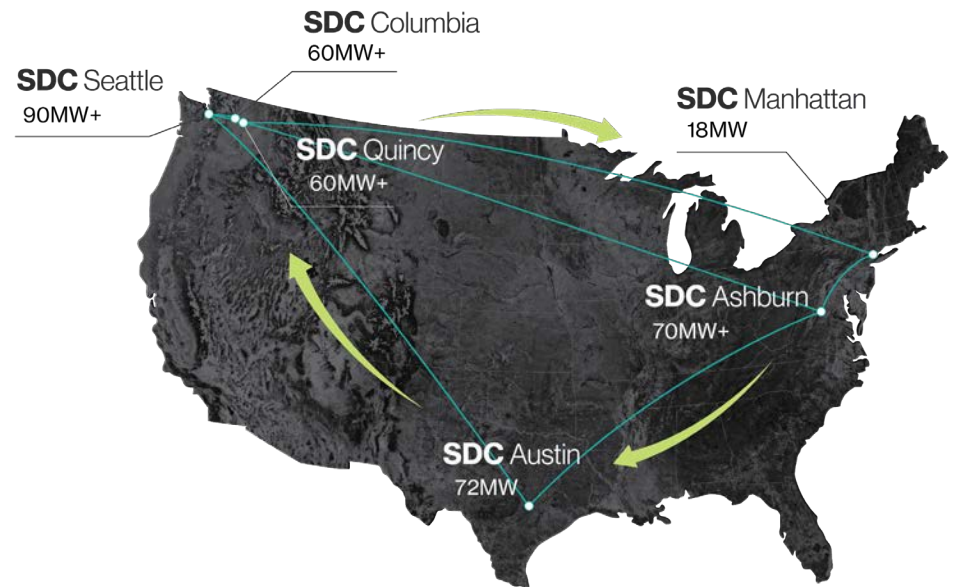 SDC Columbia
60MW+
SDC Seattle
90MW+
SDC Manhattan
18MW
SDC Quincy
60MW+
SDC Ashburn
70MW+
SDC Austin
72MW